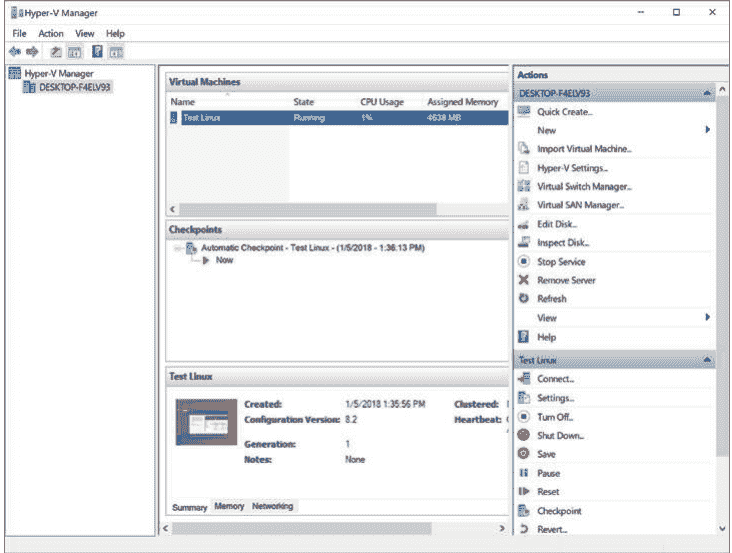 Hyper-V Manager
File Action View Help
Hyper-V Manager
DESKTOP-F4ELV93
Virtual Machines
Name State CPU Usage Assigned Memory
Test Linux Running 1% 4638 MB
Checkpoints
Automatic Checkpoint - Test Linux - (1/5/2018 - 1:36:13 PM)
Now
Test Linux
Created: 1/5/2018 1:35:56 PM Clustered:
Configuration Version: 8.2 Heartbeat:
Generation: 1
Notes: None
Summary Memory Networking
Actions
DESKTOP-F4ELV93
Quick Create...
New
Import Virtual Machine...
Hyper-V Settings...
Virtual Switch Manager...
Virtual SAN Manager...
Edit Disk...
Inspect Disk...
Stop Service
Remove Server
Refresh
View
Help
Test Linux
Connect...
Settings...
Turn Off...
Shut Down...
Save
Pause
Reset
Checkpoint
Revert...